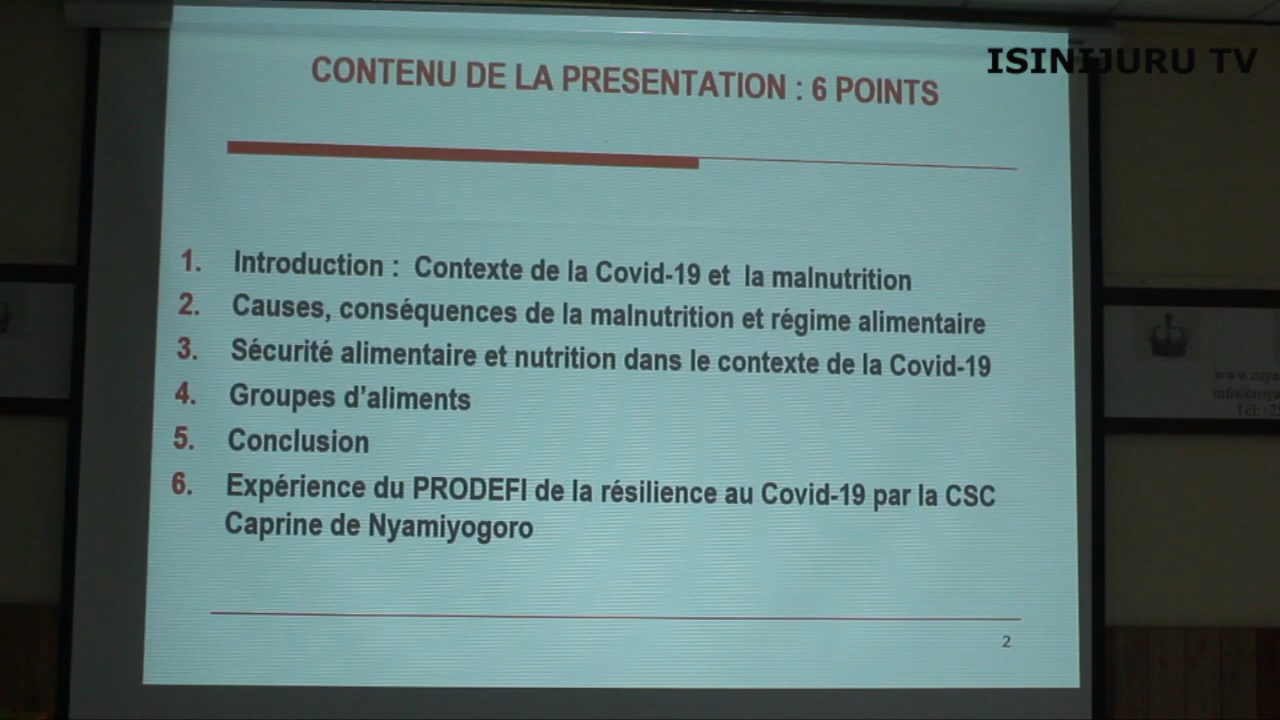 ISINIJURU TV
CONTENU DE LA PRESENTATION : 6 POINTS
1. Introduction : Contexte de la Covid-19 et la malnutrition
2. Causes, conséquences de la malnutrition et régime alimentaire
3. Sécurité alimentaire et nutrition dans le contexte de la Covid-19
4. Groupes d'aliments
5. Conclusion
6. Expérience du PRODEFI de la résilience au Covid-19 par la CSC
Caprine de Nyamiyogoro
2